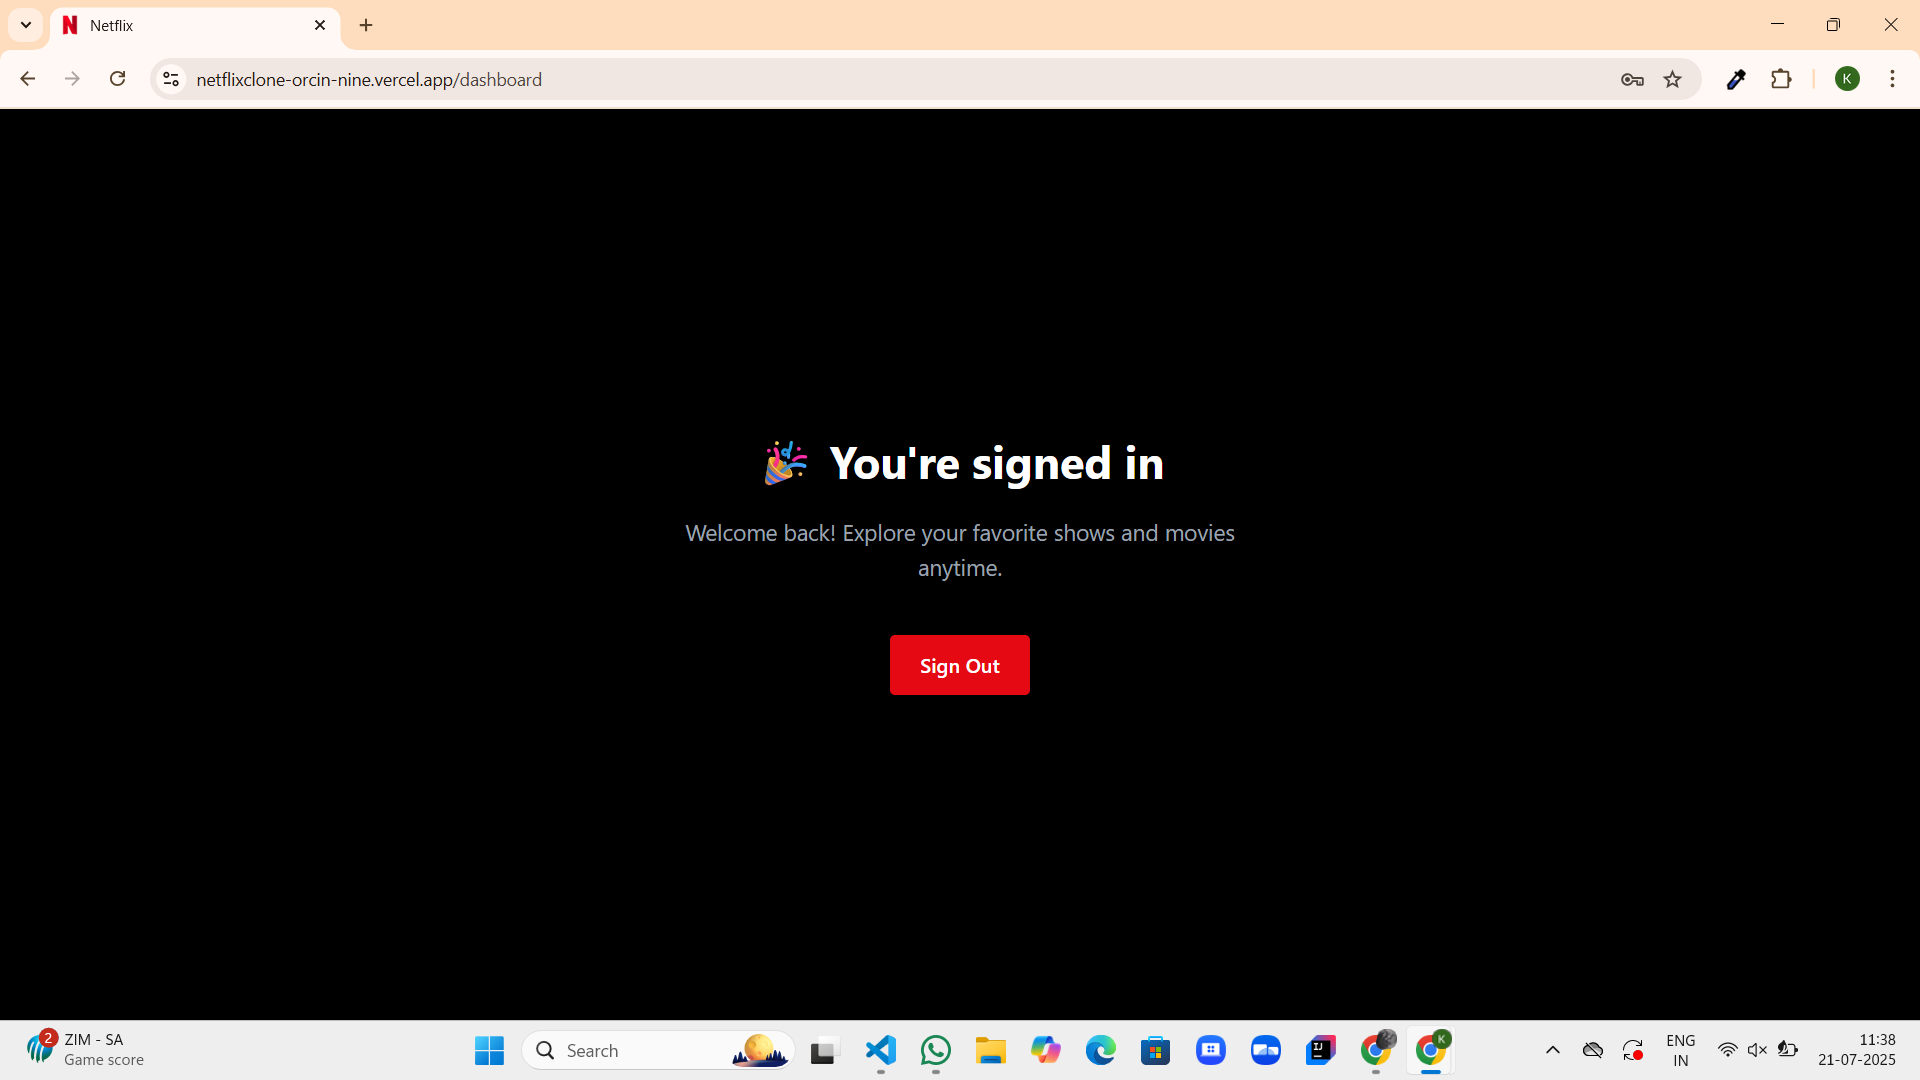 Netflix
netflixclone-orcin-nine.vercel.app/dashboard
K
🎉 You're signed in
Welcome back! Explore your favorite shows and movies
anytime.
Sign Out
2
ZIM - SA
Game score
Search
IJ
K
ENG
IN
11:38
21-07-2025